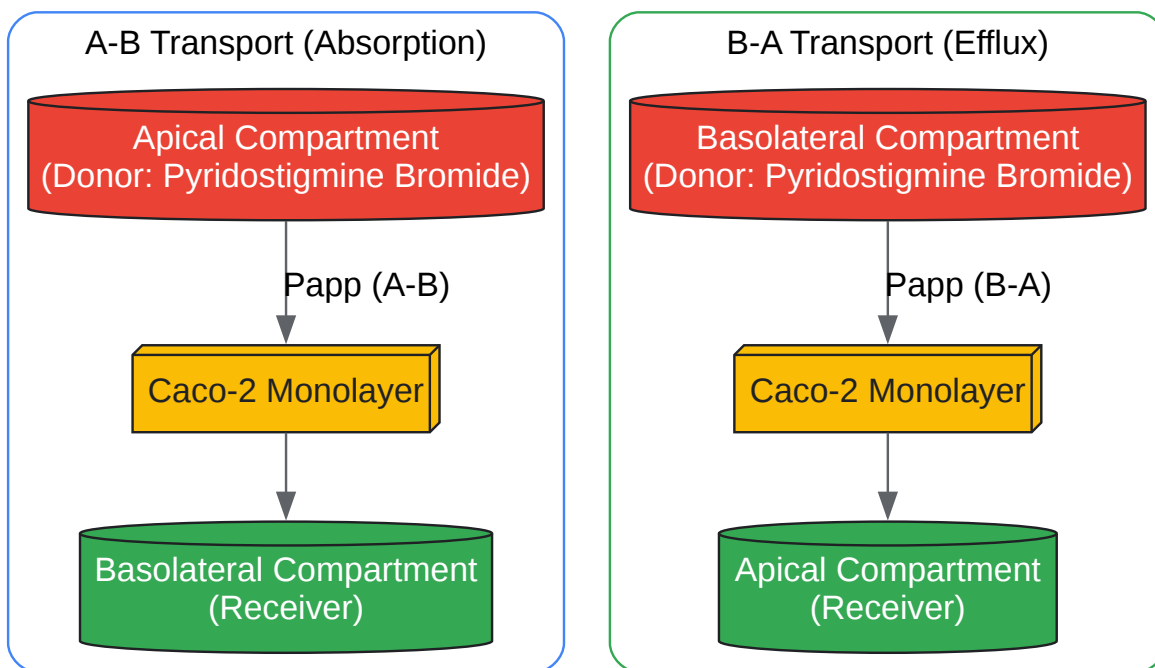 A-B Transport (Absorption)
Apical Compartment
(Donor: Pyridostigmine Bromide)
Papp (A-B)
Caco-2 Monolayer
Basolateral Compartment
(Receiver)
B-A Transport (Efflux)
Basolateral Compartment
(Donor: Pyridostigmine Bromide)
Papp (B-A)
Caco-2 Monolayer
Apical Compartment
(Receiver)